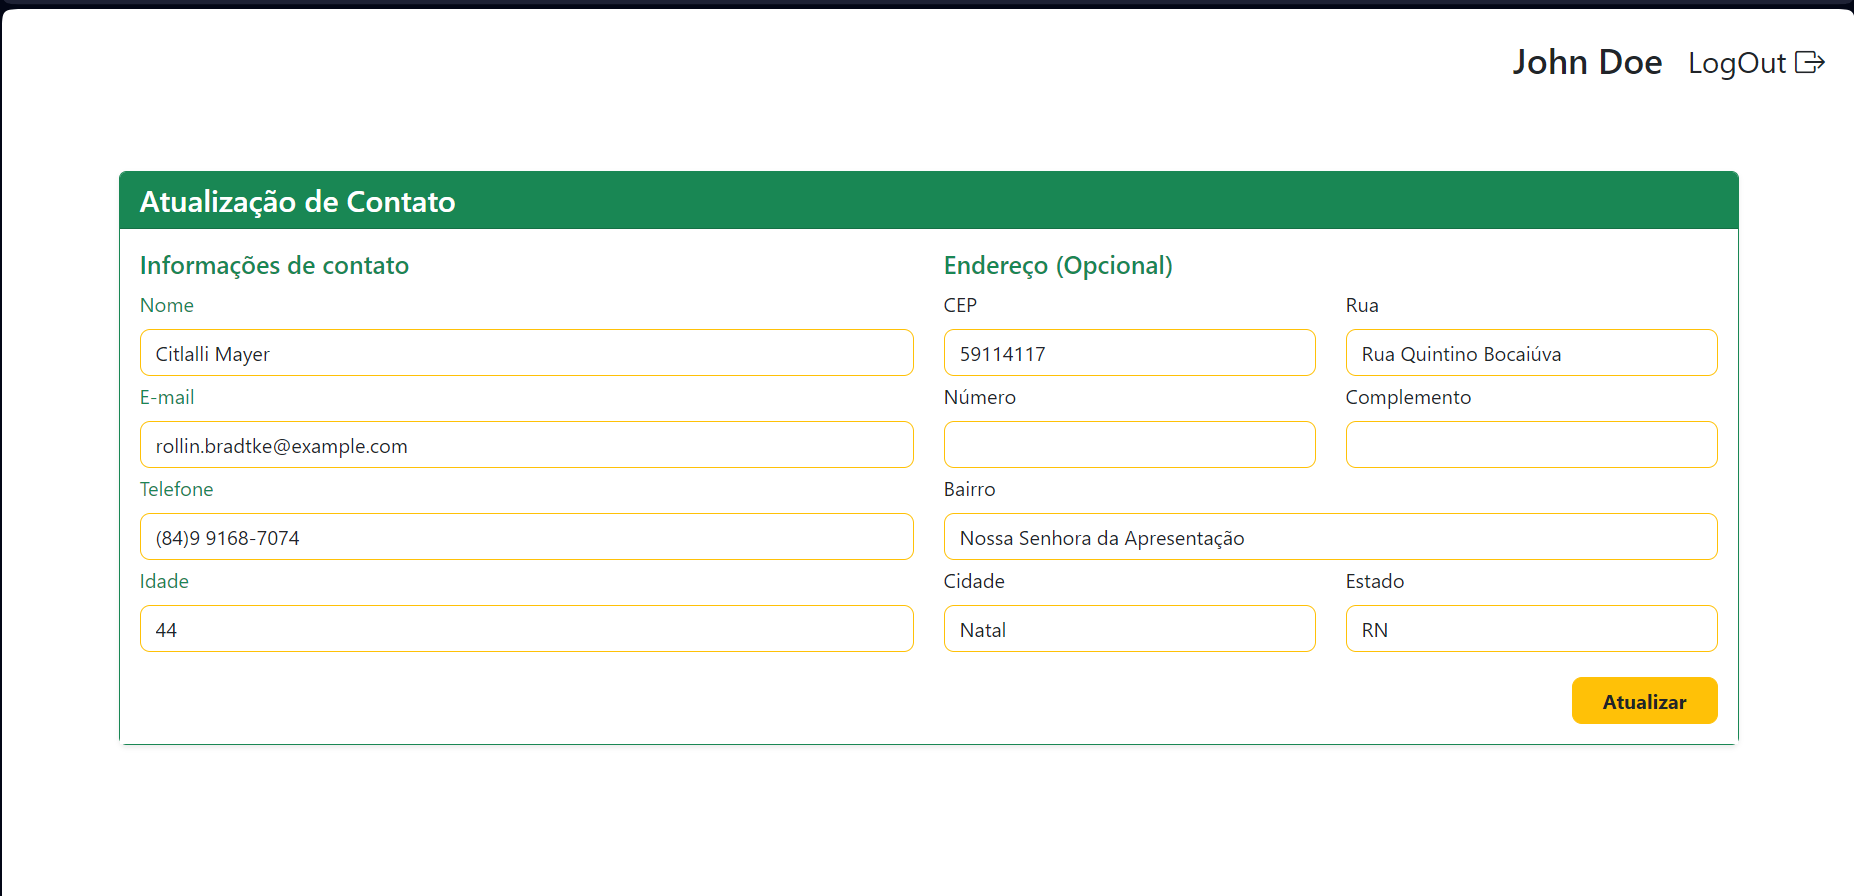 John Doe LogOut
Atualização de Contato
Informações de contato
Nome
Citlalli Mayer
E-mail
rollin.bradtke@example.com
Telefone
(84)9 9168-7074
Idade
44
Endereço (Opcional)
CEP
59114117
Rua
Rua Quintino Bocaiúva
Número
Complemento
Bairro
Nossa Senhora da Apresentação
Cidade
Natal
Estado
RN
Atualizar